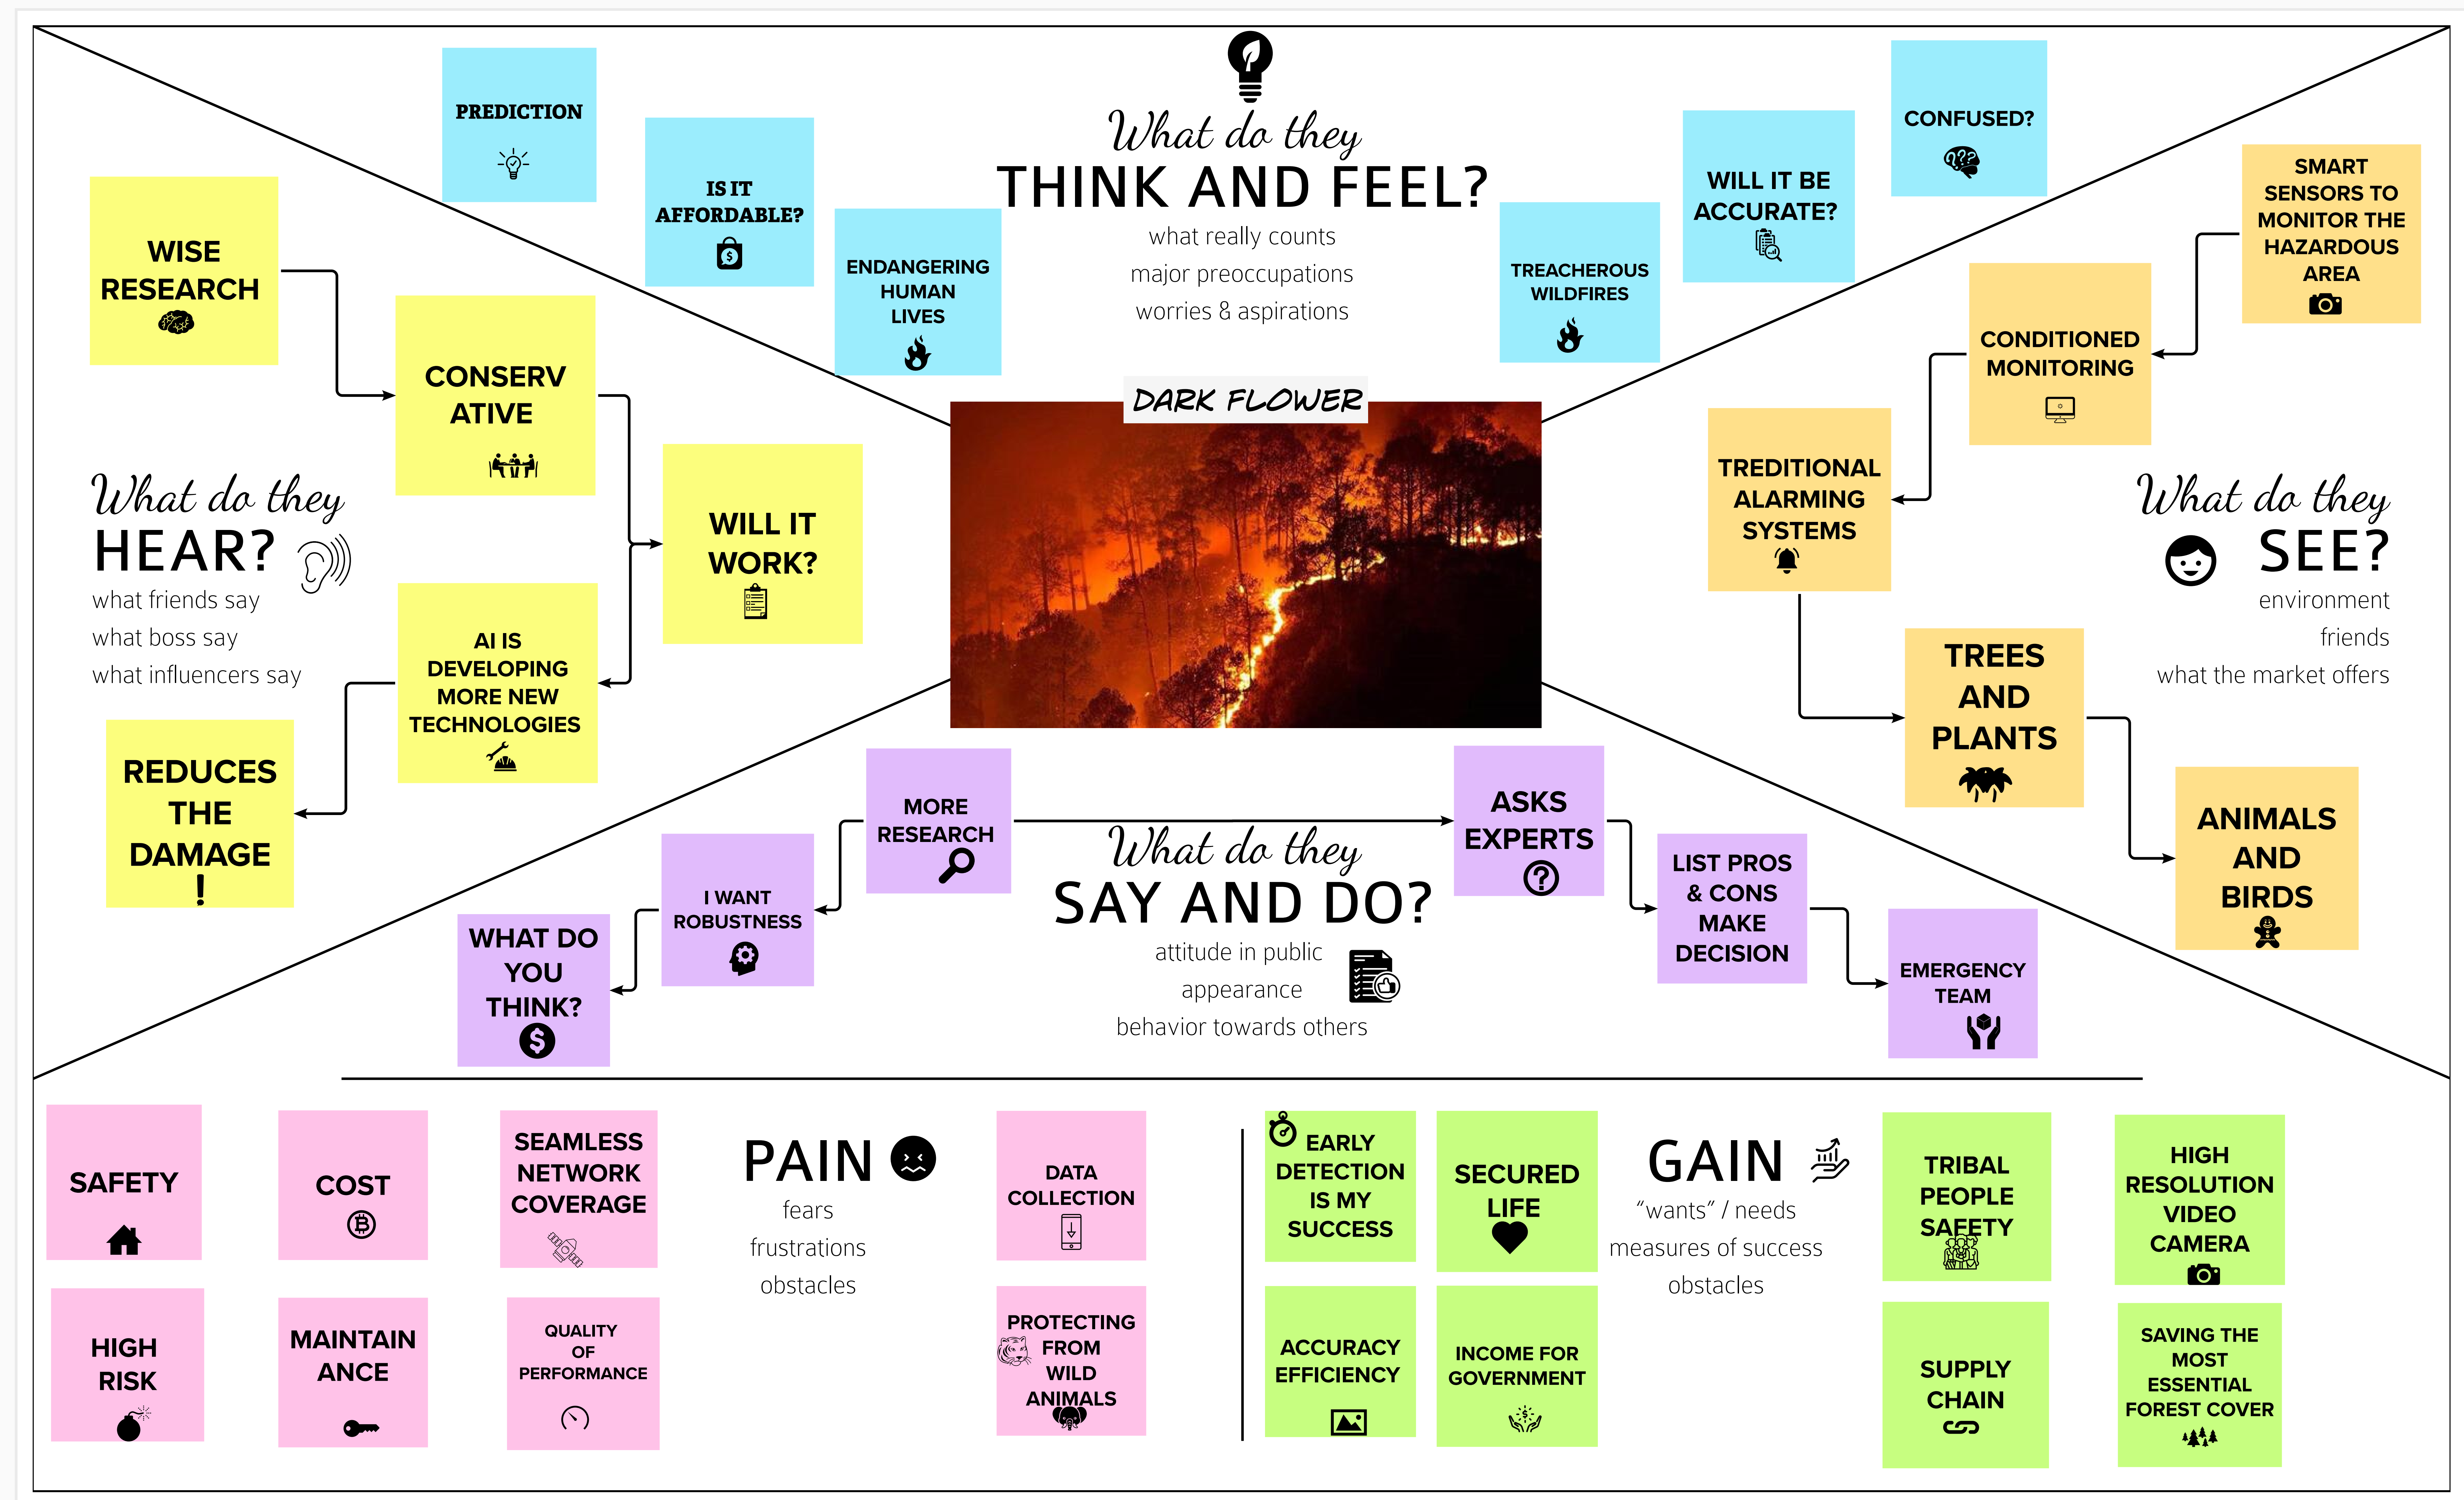 What do they
THINK AND FEEL?
what really counts
major preoccupations
worries & aspirations
PREDICTION
IS IT
AFFORDABLE?
$
ENDANGERING
HUMAN
LIVES
TREACHEROUS
WILDFIRES
WILL IT BE
ACCURATE?
CONFUSED?
???
DARK FLOWER
What do they
HEAR?
what friends say
what boss say
what influencers say
WISE
RESEARCH
CONSERV
ATIVE
WILL IT
WORK?
AI IS
DEVELOPING
MORE NEW
TECHNOLOGIES
REDUCES
THE
DAMAGE
!
What do they
SEE?
environment
friends
what the market offers
SMART
SENSORS TO
MONITOR THE
HAZARDOUS
AREA
CONDITIONED
MONITORING
TREDITIONAL
ALARMING
SYSTEMS
TREES
AND
PLANTS
ANIMALS
AND
BIRDS
What do they
SAY AND DO?
attitude in public
appearance
behavior towards others
MORE
RESEARCH
I WANT
ROBUSTNESS
WHAT DO
YOU
THINK?
$
ASKS
EXPERTS
?
LIST PROS
& CONS
MAKE
DECISION
EMERGENCY
TEAM
PAIN
fears
frustrations
obstacles
SAFETY
COST
B
SEAMLESS
NETWORK
COVERAGE
DATA
COLLECTION
HIGH
RISK
MAINTAIN
ANCE
QUALITY
OF
PERFORMANCE
PROTECTING
FROM
WILD
ANIMALS
GAIN
“wants” / needs
measures of success
obstacles
EARLY
DETECTION
IS MY
SUCCESS
SECURED
LIFE
TRIBAL
PEOPLE
SAFETY
HIGH
RESOLUTION
VIDEO
CAMERA
ACCURACY
EFFICIENCY
INCOME FOR
GOVERNMENT
$
SUPPLY
CHAIN
SAVING THE
MOST
ESSENTIAL
FOREST COVER